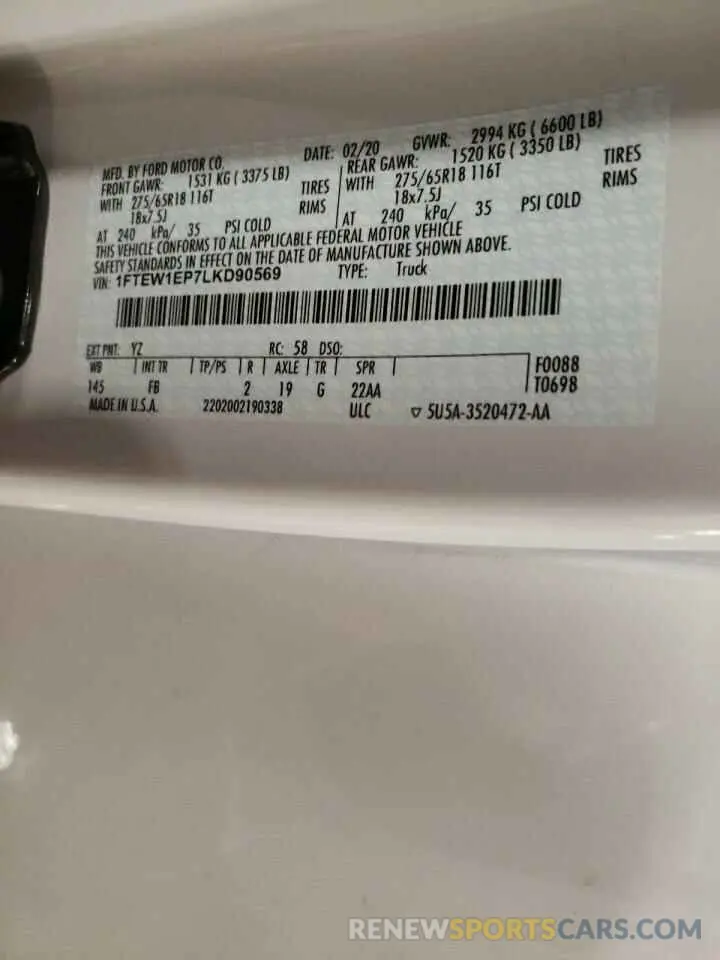 MFD. BY FORD MOTOR CO. DATE: 02/20 GVWR: 2994 KG ( 6600 LB)
FRONT GAWR: 1531 KG ( 3375 LB) REAR GAWR: 1520 KG ( 3350 LB)
WITH 275/65R18 116T TIRES WITH 275/65R18 116T TIRES
18x7.5J RIMS 18x7.5J RIMS
AT 240 kPa/ 35 PSI COLD AT 240 kPa/ 35 PSI COLD
THIS VEHICLE CONFORMS TO ALL APPLICABLE FEDERAL MOTOR VEHICLE
SAFETY STANDARDS IN EFFECT ON THE DATE OF MANUFACTURE SHOWN ABOVE.
VIN: 1FTEW1EP7LKD90569 TYPE: Truck
EXT PNT: YZ RC: 58 DSO:
WB INT TR TP/PS R AXLE TR SPR F0088
145 FB 2 19 G 22AA T0698
MADE IN U.S.A. 2202002190338 ULC ▽ 5U5A-3520472-AA
RENEWSPORTSCARS.COM